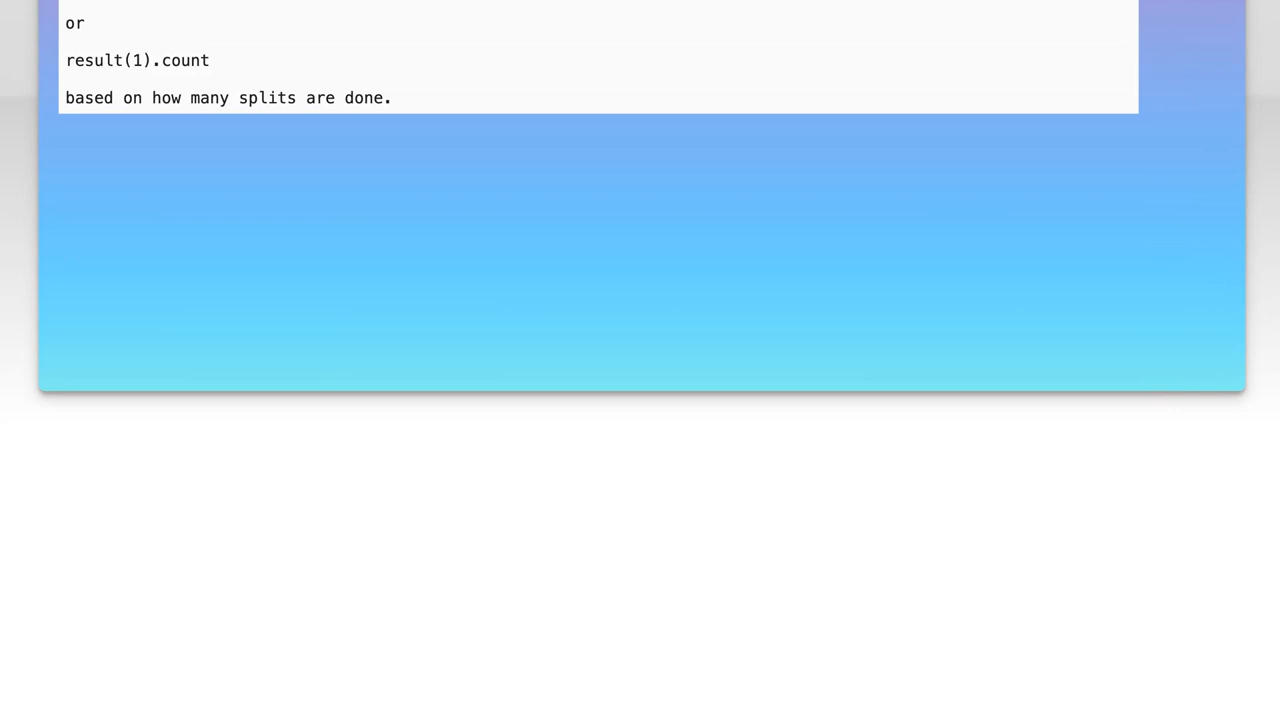 or
result(1).count
based on how many splits are done.